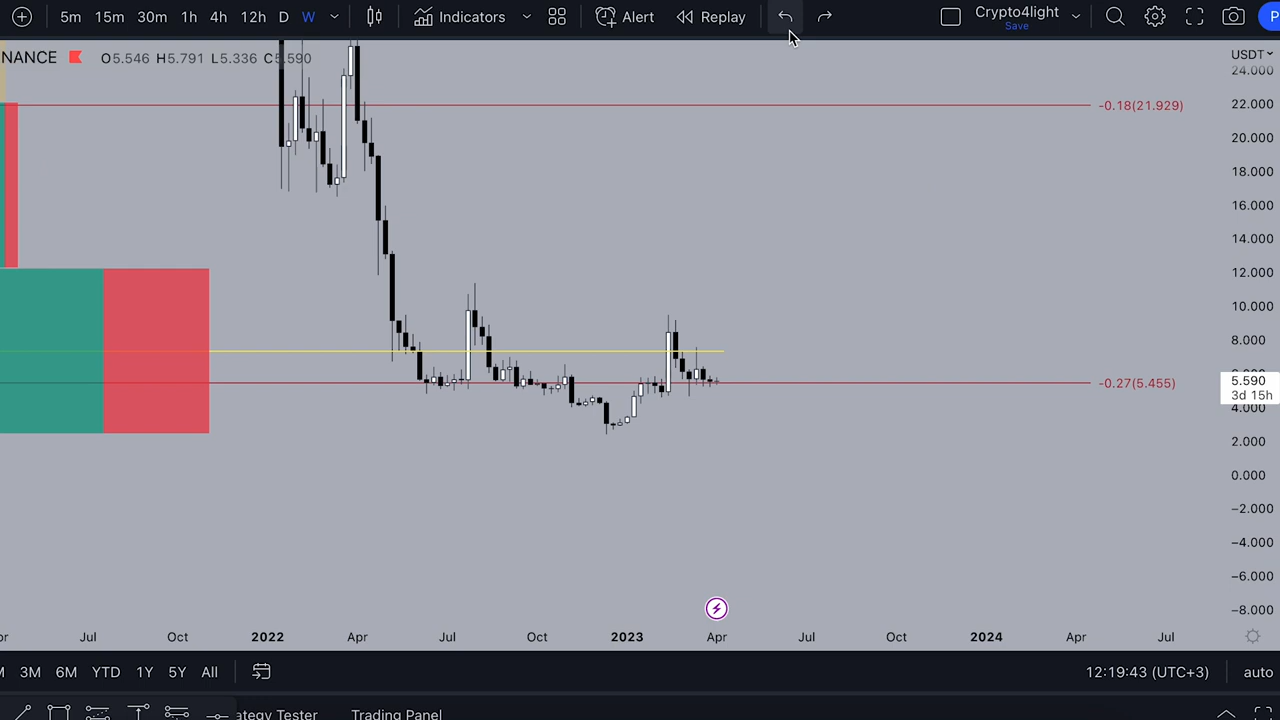 5m 15m 30m 1h 4h 12h D W Indicators Alert Replay Crypto4light
Save
NANCE O5.546 H5.791 L5.336 C5.590 USDT
24.000
-0.18(21.929) 22.000
20.000
18.000
16.000
14.000
12.000
10.000
8.000
-0.27(5.455) 5.590
3d 15h
4.000
2.000
0.000
−2.000
−4.000
−6.000
−8.000
Jul Oct 2022 Apr Jul Oct 2023 Apr Jul Oct 2024 Apr Jul
3M 6M YTD 1Y 5Y All 12:19:43 (UTC+3) auto
ategy Tester Trading Panel